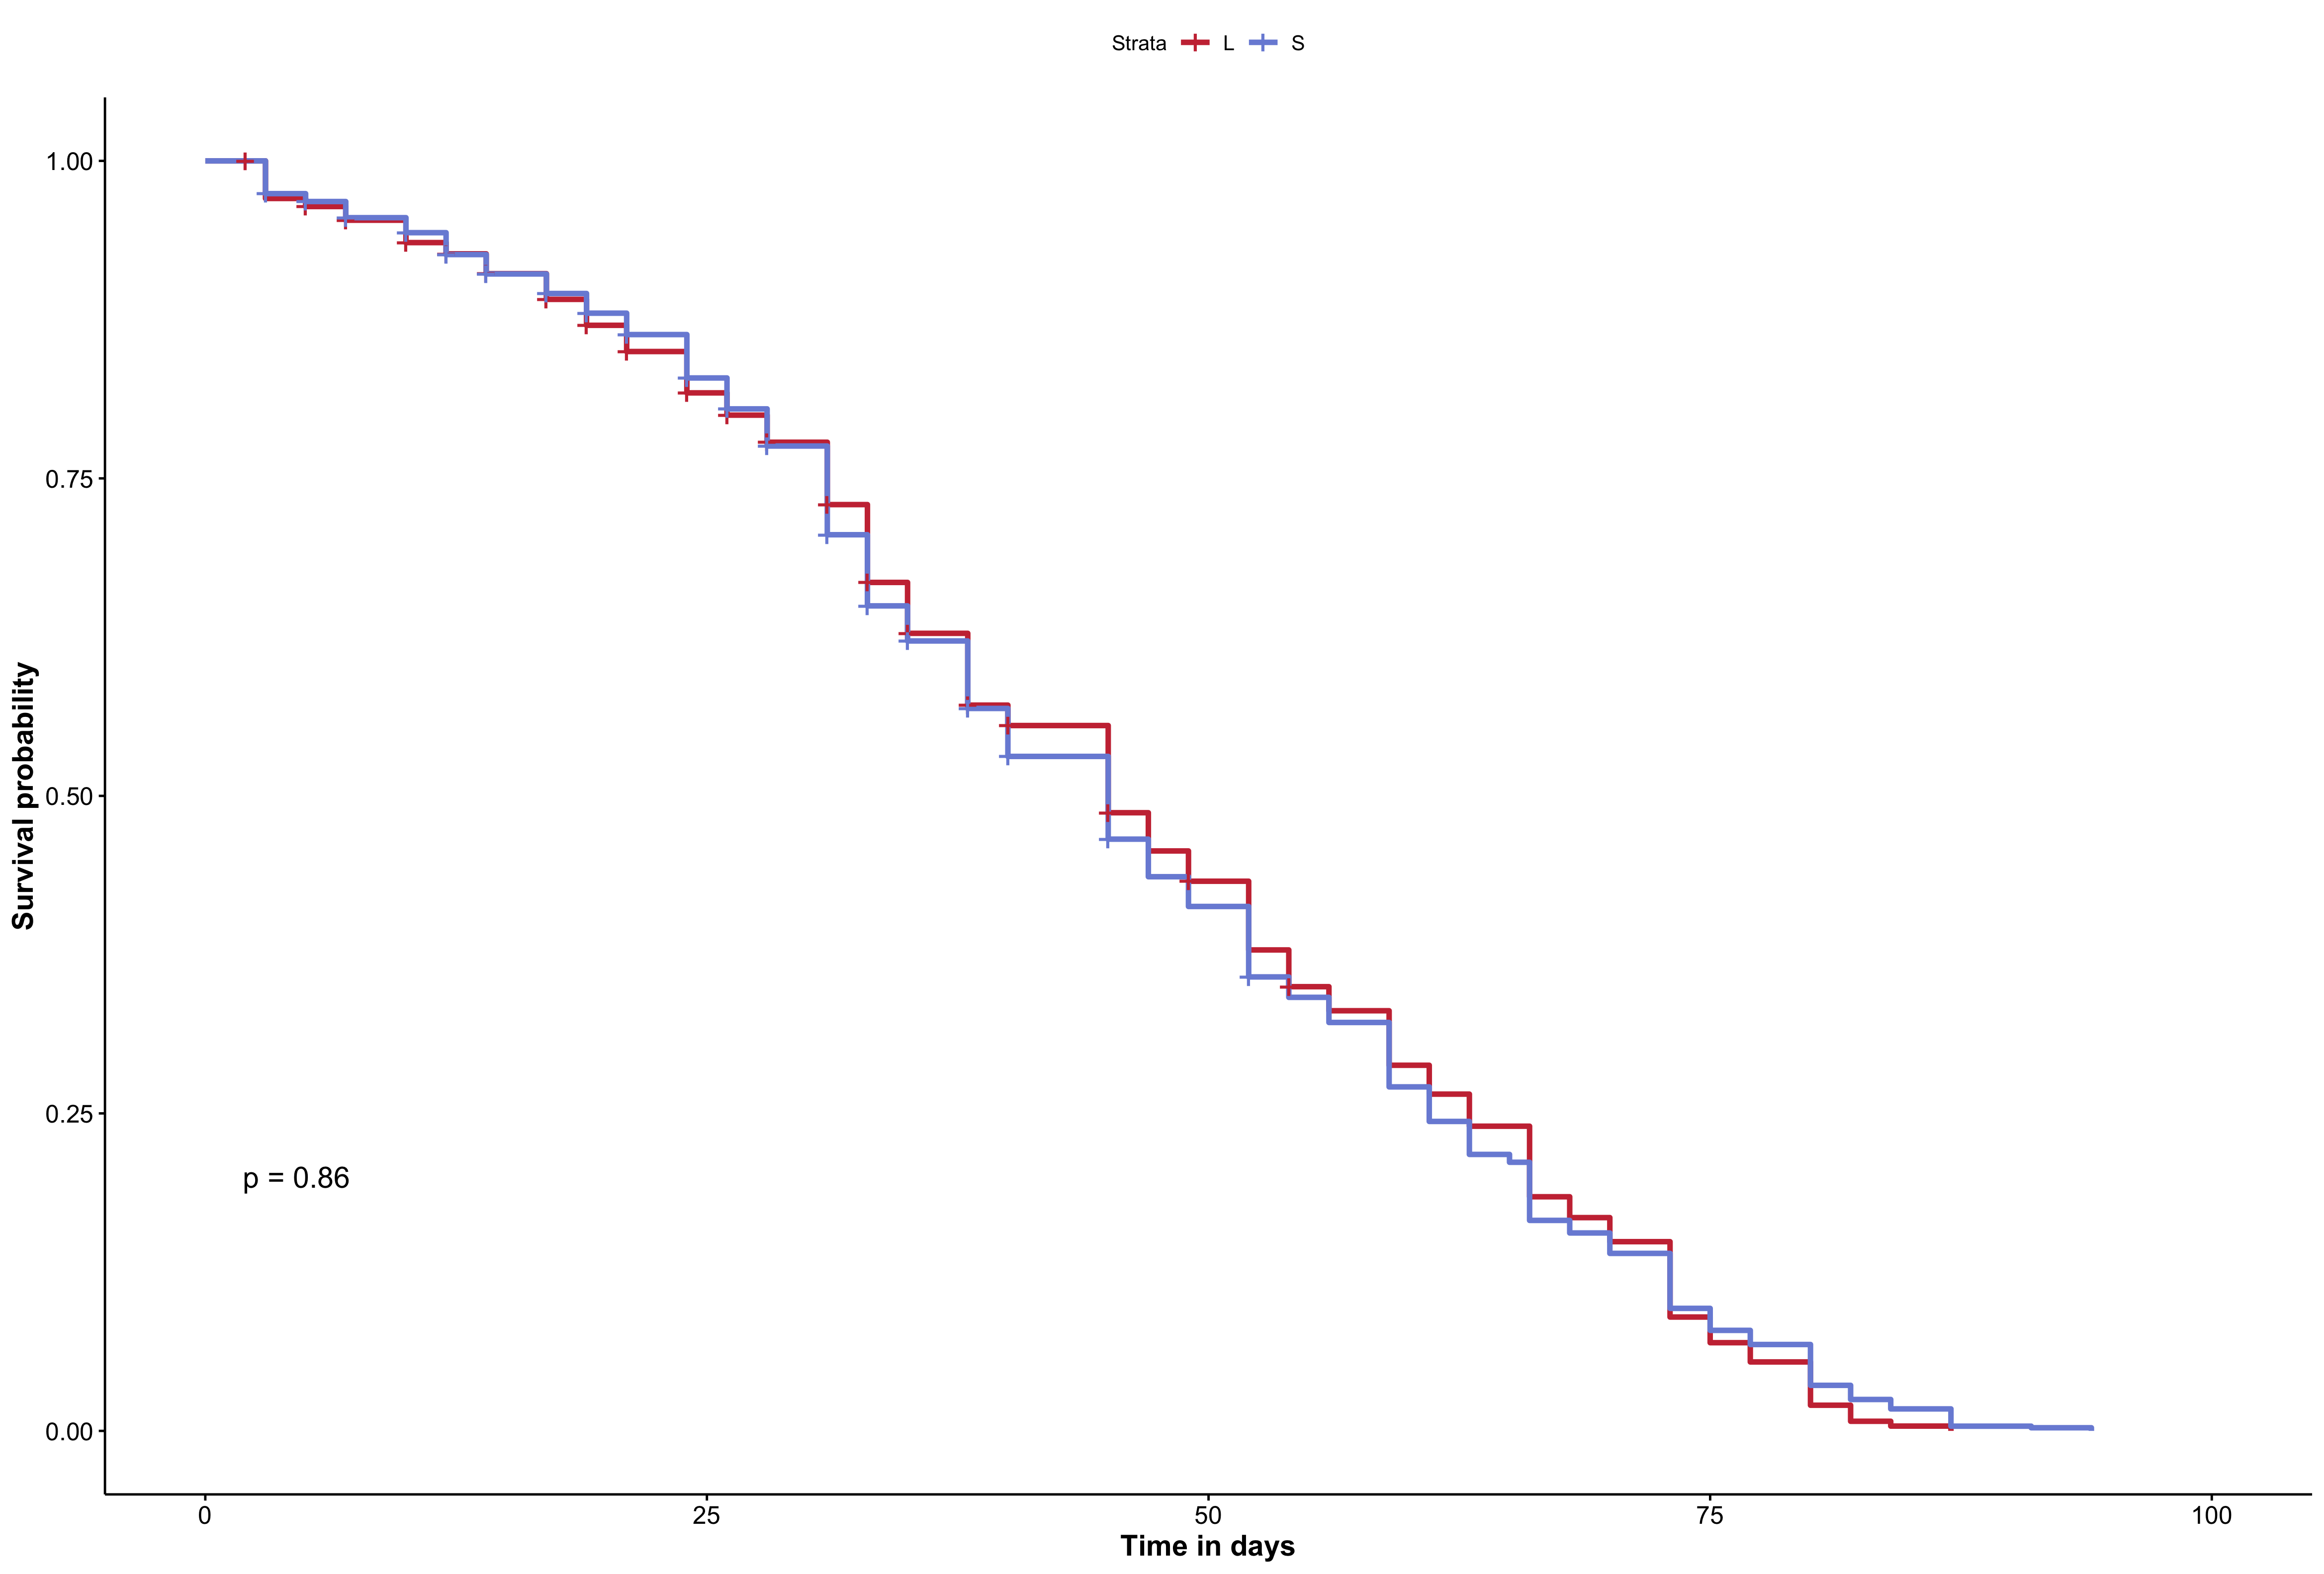 Strata L S
1.00
0.75
0.50
0.25
0.00
Survival probability
p = 0.86
0 25 50 75 100
Time in days